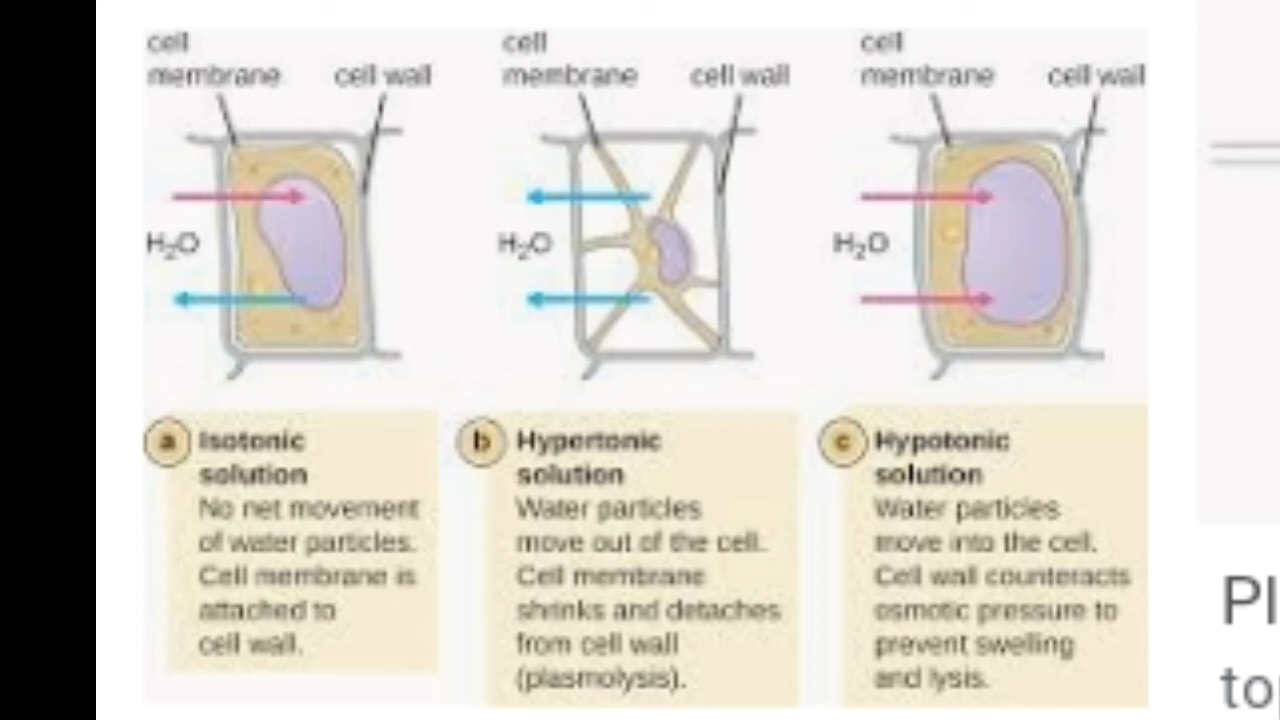 cell
membrane
cell wall
H₂O
a
Isotonic
solution
No net movement
of water particles.
Cell membrane is
attached to
cell wall.
cell
membrane
cell wall
H₂O
b
Hypertonic
solution
Water particles
move out of the cell.
Cell membrane
shrinks and detaches
from cell wall
(plasmolysis).
cell
membrane
cell wall
H₂O
c
Hypotonic
solution
Water particles
move into the cell.
Cell wall counteracts
osmotic pressure to
prevent swelling
and lysis.
Pl
top